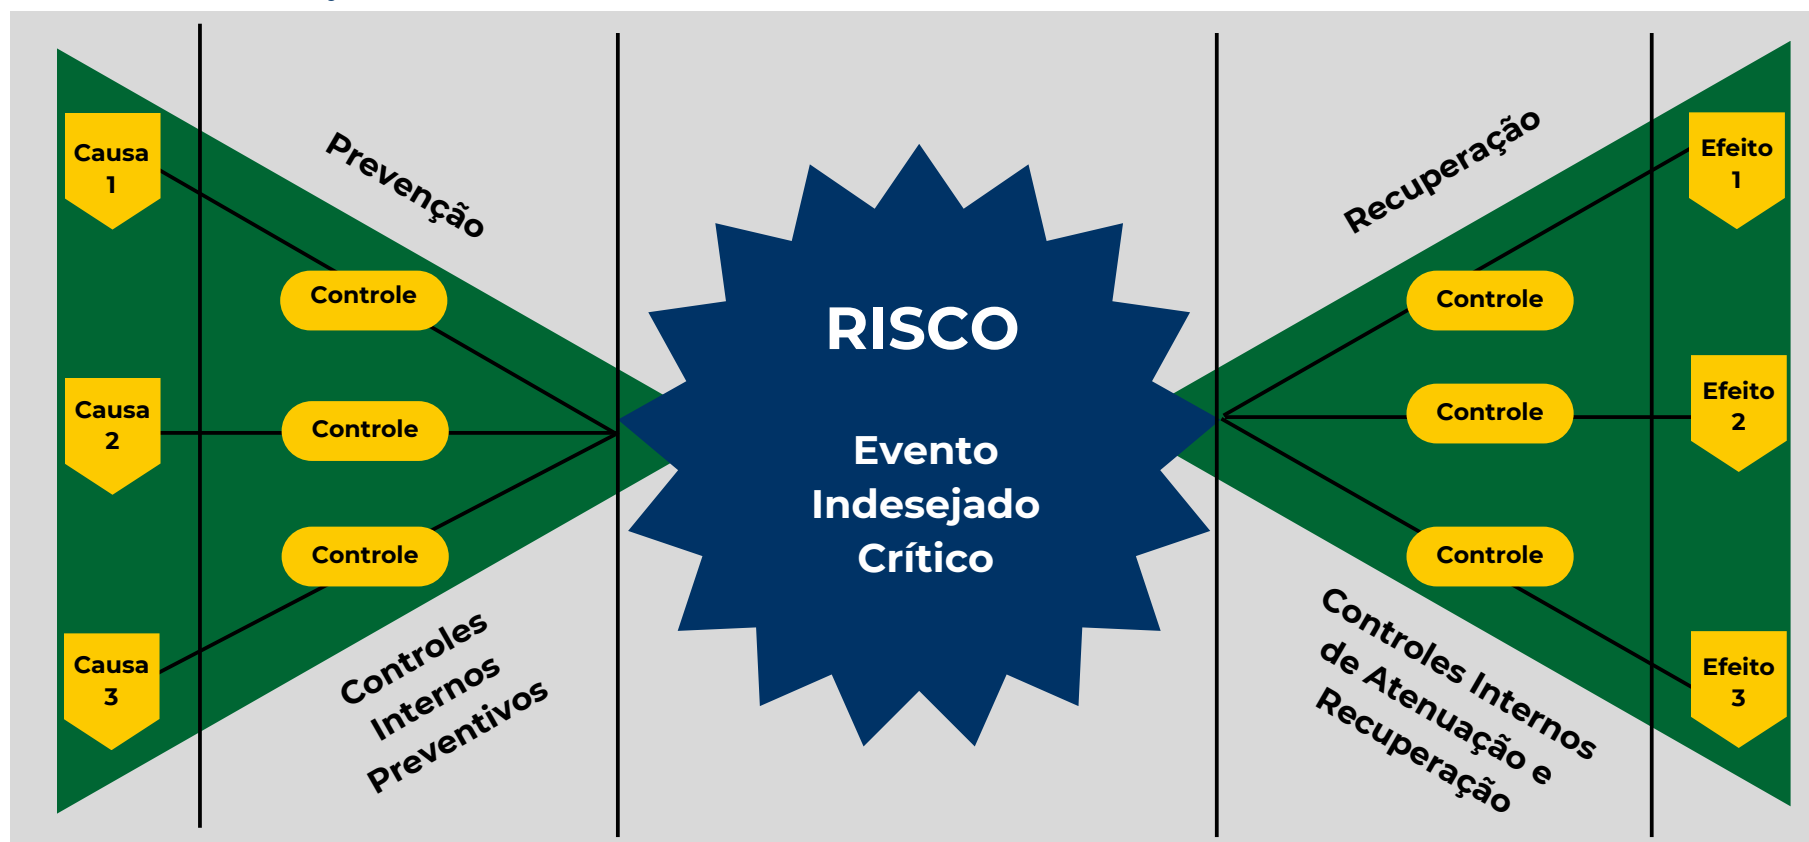 Causa
1
Prevenção
Controle
Causa
2
Controle
Controle
Causa
3
Controles
Internos
Preventivos
RISCO
Evento
Indesejado
Crítico
Recuperação
Efeito
1
Controle
Controle
Efeito
2
Controle
Efeito
3
Controles Internos
de Atenuação e
Recuperação